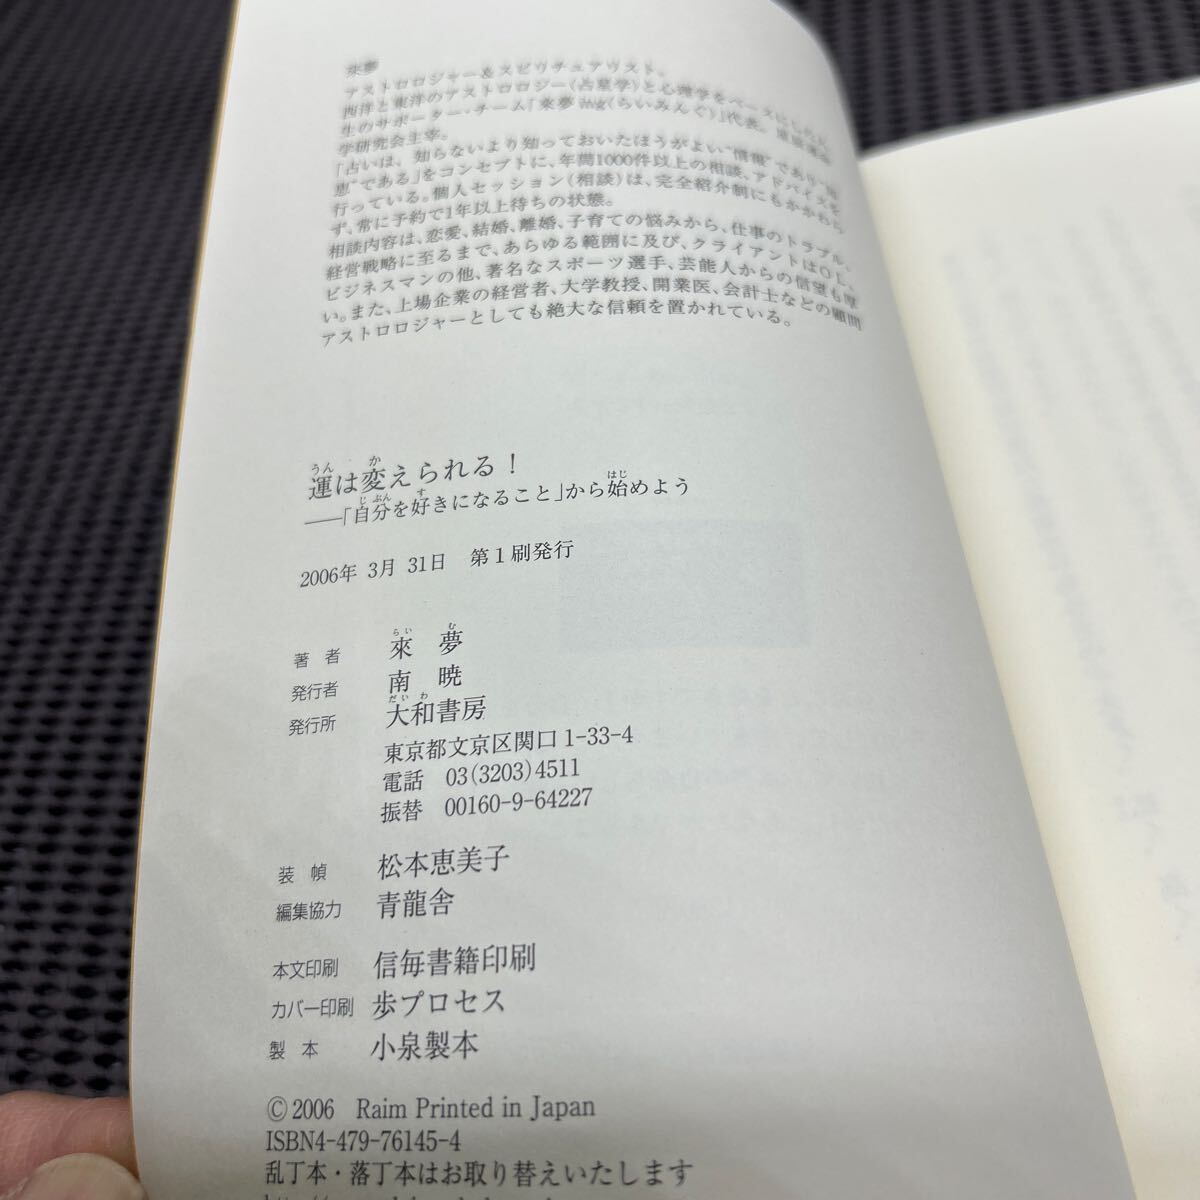 來夢
アストロロジャー&スピリチュアリスト。
西洋と東洋のアストロロジー(占星学)と心理学をベースにした
生のサポーター・チーム「來夢 ing(らいみんぐ)」代表。
学研究会主宰。
「占いは、知らないより知っておいたほうがよい“情報”であり“知
恵”である」をコンセプトに、年間1000件以上の相談、アドバイスを
行っている。個人セッション(相談)は、完全紹介制にもかかわら
ず、常に予約で1年以上待ちの状態。
相談内容は、恋愛、結婚、離婚、子育ての悩みから、仕事のトラブル、
経営戦略に至るまで、あらゆる範囲に及び、クライアントはOL、
ビジネスマンの他、著名なスポーツ選手、芸能人からの信望も厚
い。また、上場企業の経営者、大学教授、開業医、会計士などの顧問
アストロロジャーとしても絶大な信頼を置かれている。
うん か
運は変えられる!
じぶん す はじ
――「自分を好きになること」から始めよう
2006年 3月 31日 第1刷発行
らい む
著者 來夢
発行者 南暁
だいわ
発行所 大和書房
東京都文京区関口1-33-4
電話 03(3203)4511
振替 00160-9-64227
装幀 松本恵美子
編集協力 青龍舎
本文印刷 信毎書籍印刷
カバー印刷 歩プロセス
製本 小泉製本
©2006 Raim Printed in Japan
ISBN4-479-76145-4
乱丁本・落丁本はお取り替えいたします